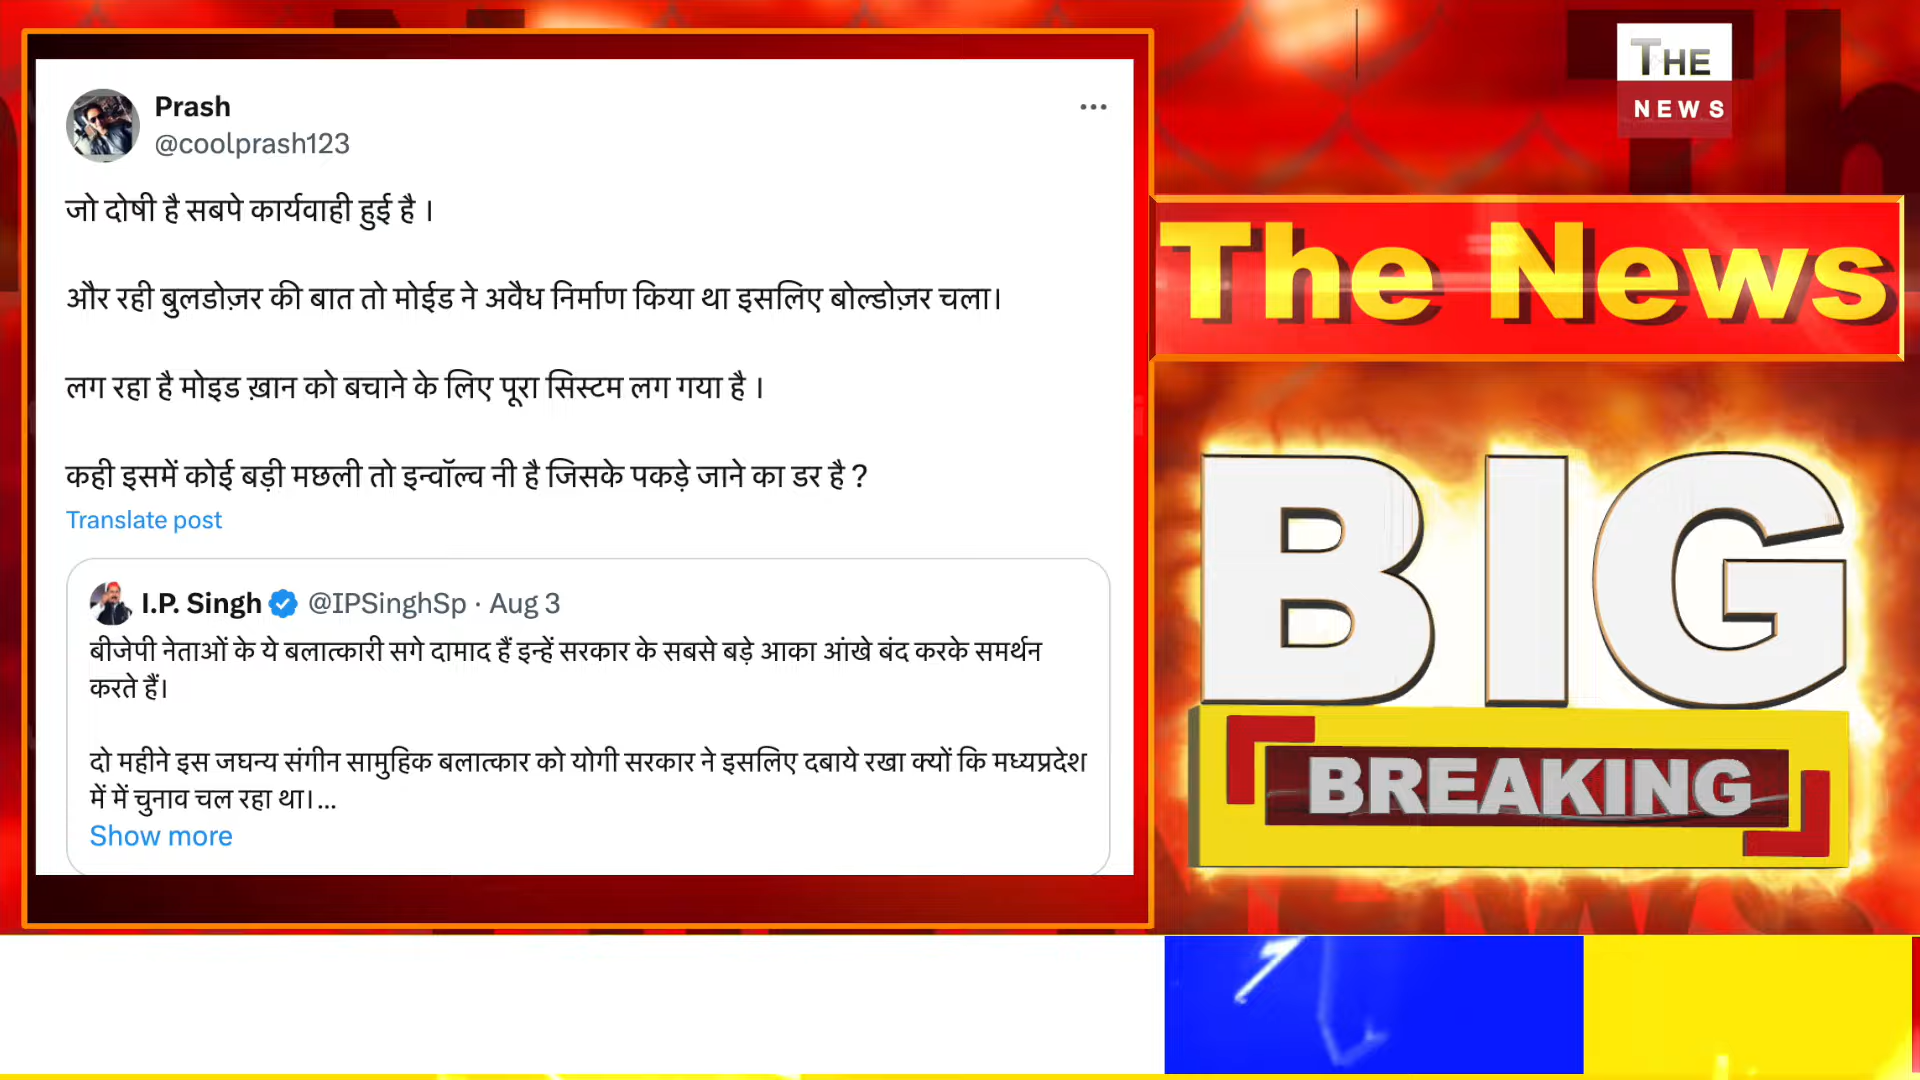 Prash
@coolprash123
जो दोषी है सबपे कार्यवाही हुई है ।
और रही बुलडोज़र की बात तो मोईड ने अवैध निर्माण किया था इसलिए बोल्डोज़र चला।
लग रहा है मोइड ख़ान को बचाने के लिए पूरा सिस्टम लग गया है ।
कही इसमें कोई बड़ी मछली तो इन्वॉल्व नी है जिसके पकड़े जाने का डर है ?
Translate post
I.P. Singh @IPSinghSp · Aug 3
बीजेपी नेताओं के ये बलात्कारी सगे दामाद हैं इन्हें सरकार के सबसे बड़े आका आंखे बंद करके समर्थन
करते हैं।
दो महीने इस जघन्य संगीन सामुहिक बलात्कार को योगी सरकार ने इसलिए दबाये रखा क्यों कि मध्यप्रदेश
में में चुनाव चल रहा था।...
Show more
THE
NEWS
The News
BIG
BREAKING